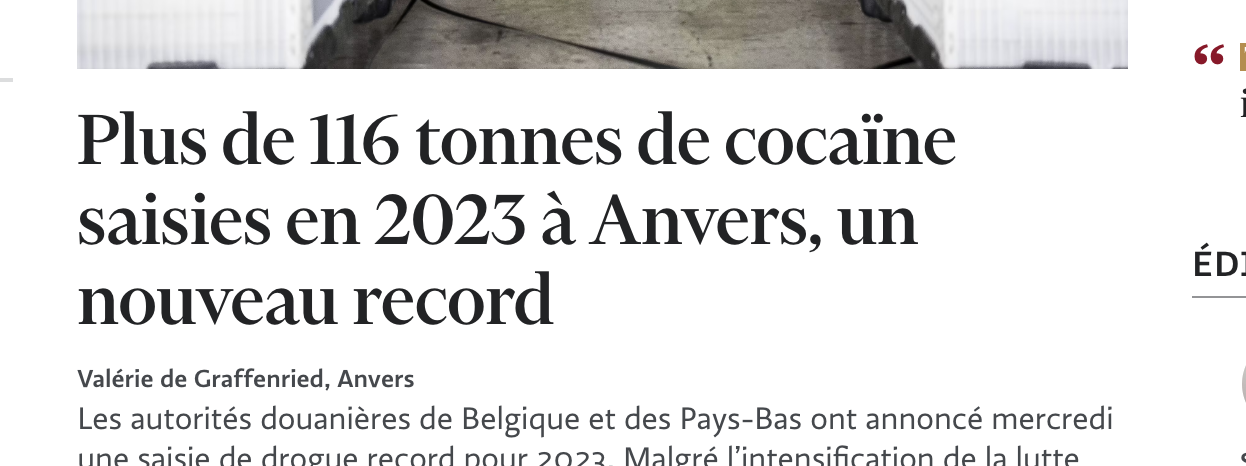 Plus de 116 tonnes de cocaïne
saisies en 2023 à Anvers, un
nouveau record
Valérie de Graffenried, Anvers
Les autorités douanières de Belgique et des Pays-Bas ont annoncé mercredi
une saisie de drogue record pour 2023. Malgré l'intensification de la lutte
“
ÉDI